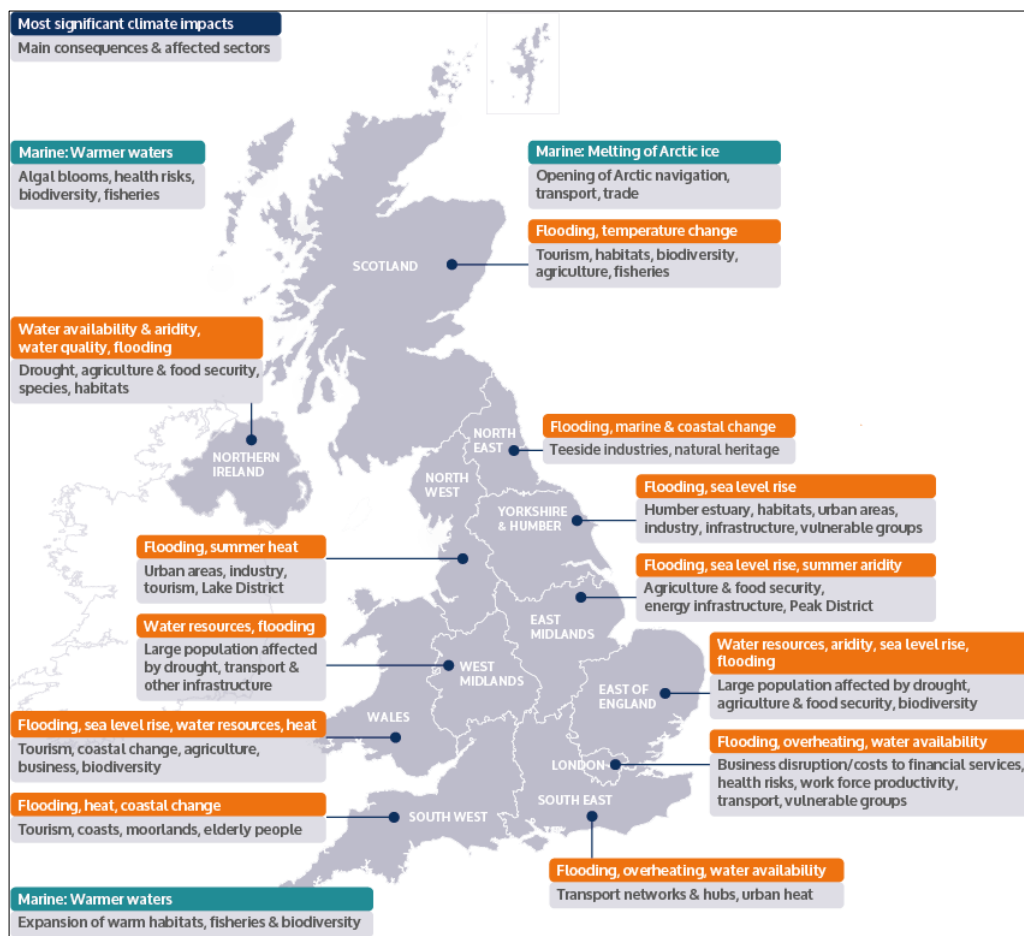 Most significant climate impacts
Main consequences & affected sectors
Marine: Warmer waters
Algal blooms, health risks,
biodiversity, fisheries
Marine: Melting of Arctic ice
Opening of Arctic navigation,
transport, trade
Flooding, temperature change
Tourism, habitats, biodiversity,
agriculture, fisheries
SCOTLAND
Water availability & aridity,
water quality, flooding
Drought, agriculture & food security,
species, habitats
NORTHERN
IRELAND
Flooding, marine & coastal change
Teeside industries, natural heritage
NORTH
EAST
NORTH
WEST
Flooding, sea level rise
Humber estuary, habitats, urban areas,
industry, infrastructure, vulnerable groups
YORKSHIRE
& HUMBER
Flooding, summer heat
Urban areas, industry,
tourism, Lake District
Flooding, sea level rise, summer aridity
Agriculture & food security,
energy infrastructure, Peak District
EAST
MIDLANDS
Water resources, flooding
Large population affected
by drought, transport &
other infrastructure
WEST
MIDLANDS
Water resources, aridity, sea level rise,
flooding
Large population affected by drought,
agriculture & food security, biodiversity
EAST OF
ENGLAND
Flooding, sea level rise, water resources, heat
Tourism, coastal change, agriculture,
business, biodiversity
WALES
Flooding, overheating, water availability
Business disruption/costs to financial services,
health risks, work force productivity,
transport, vulnerable groups
LONDON
Flooding, heat, coastal change
Tourism, coasts, moorlands, elderly people
SOUTH WEST
SOUTH EAST
Flooding, overheating, water availability
Transport networks & hubs, urban heat
Marine: Warmer waters
Expansion of warm habitats, fisheries & biodiversity